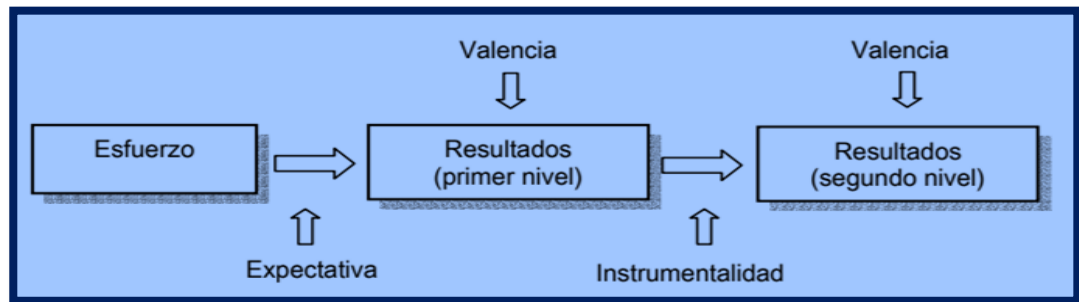 Valencia
Valencia
Esfuerzo
Resultados
(primer nivel)
Resultados
(segundo nivel)
Expectativa
Instrumentalidad